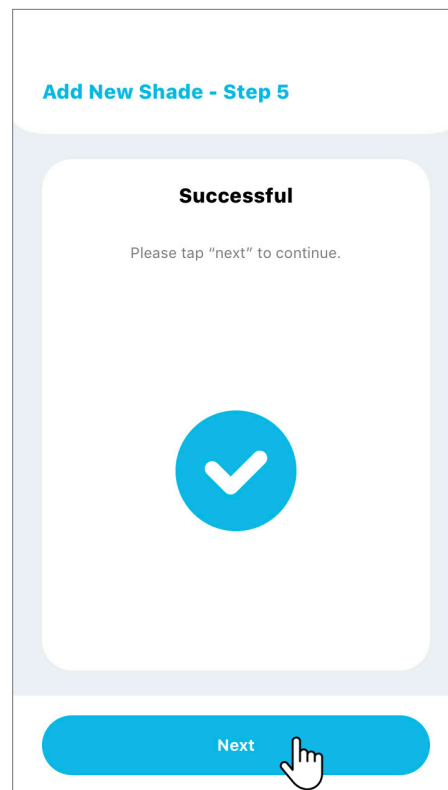 Add New Shade - Step 5
Successful
Please tap “next” to continue.
Next